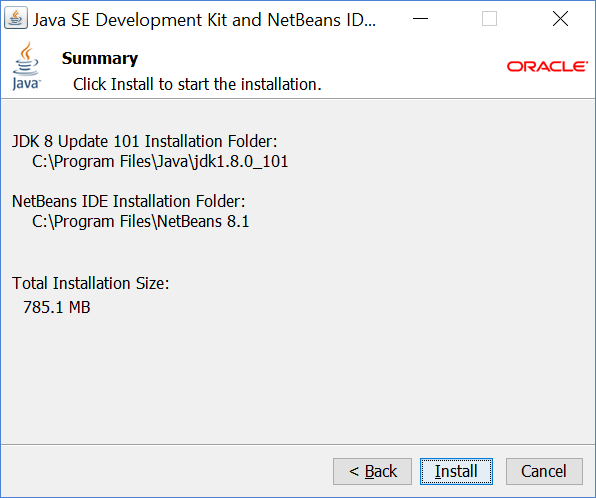 Java SE Development Kit and NetBeans ID...
Summary
Click Install to start the installation.
Java™
ORACLE®
JDK 8 Update 101 Installation Folder:
C:\Program Files\Java\jdk1.8.0_101
NetBeans IDE Installation Folder:
C:\Program Files\NetBeans 8.1
Total Installation Size:
785.1 MB
< Back
Install
Cancel